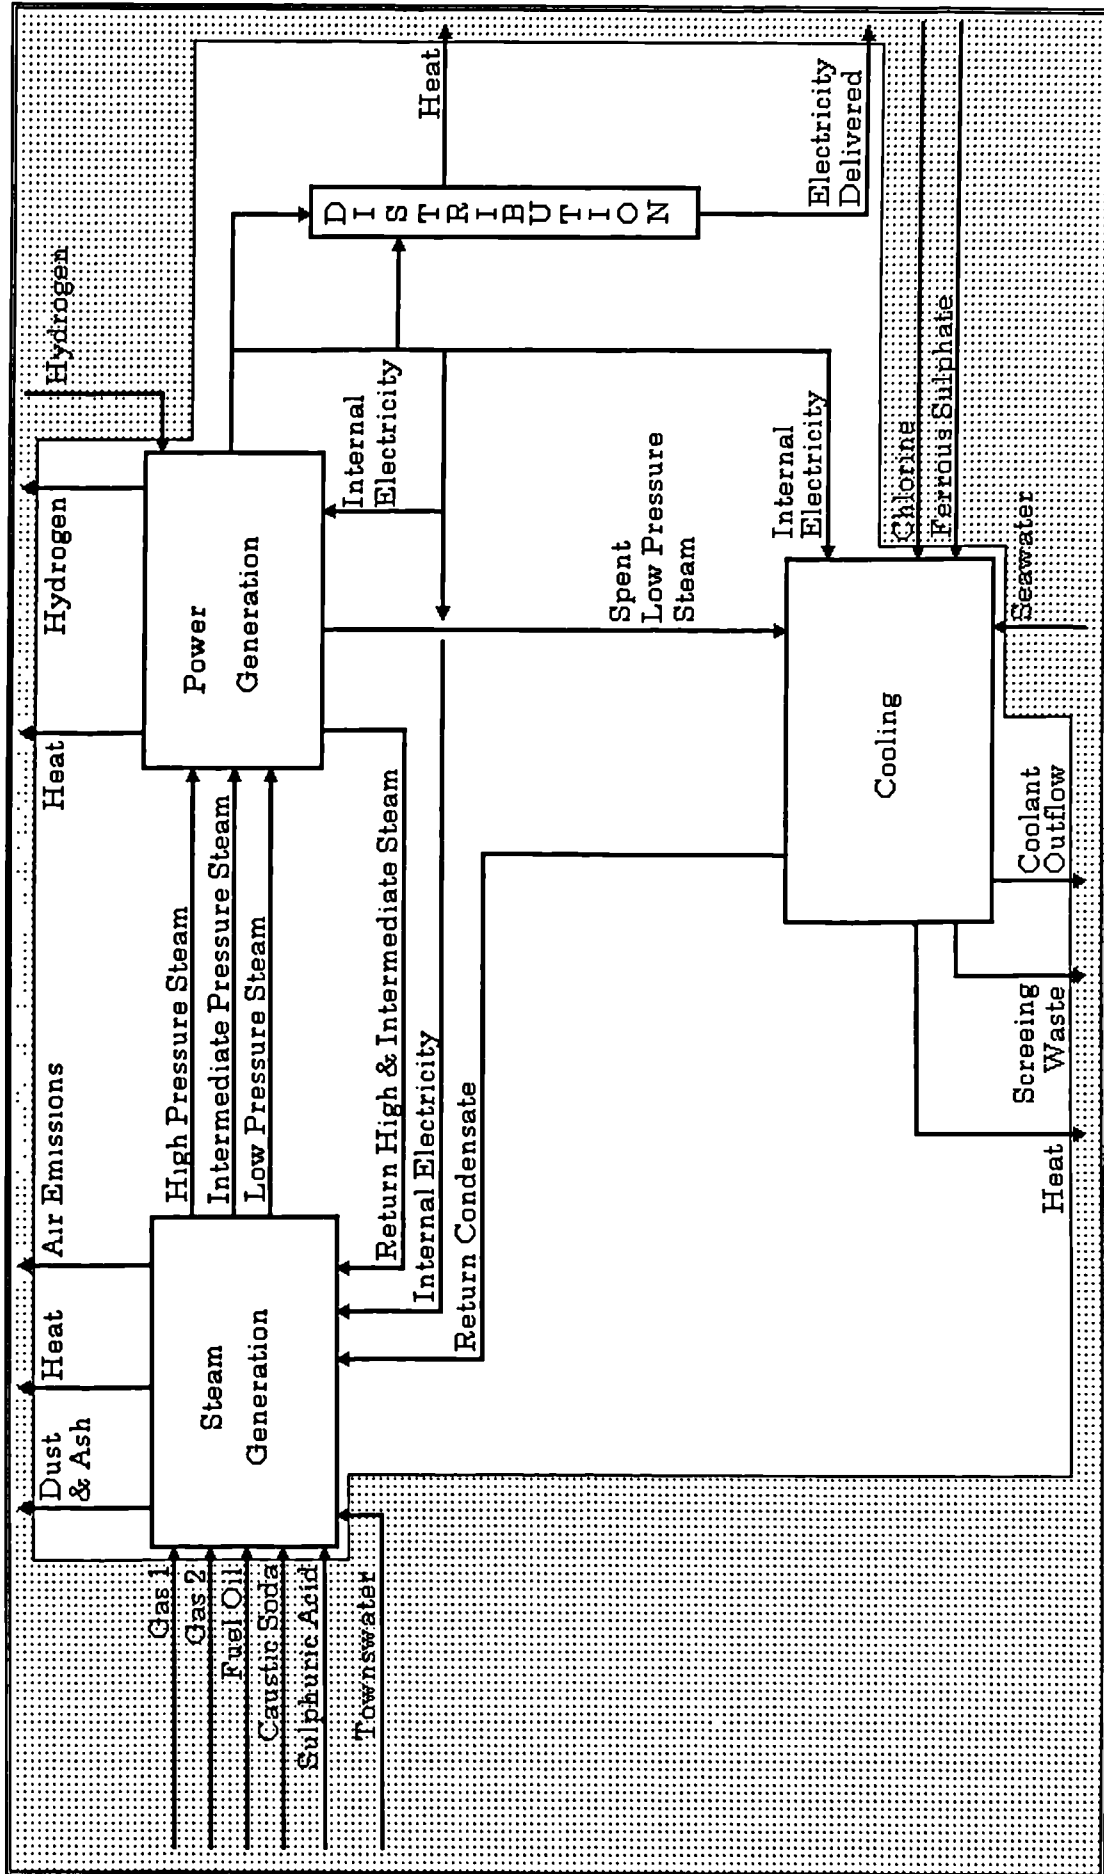 Dust
& Ash
Heat
Air Emissions
Heat
Hydrogen
Hydrogen
Gas 1
Gas 2
Fuel Oil
Caustic Soda
Sulphuric Acid
Townswater
Steam
Generation
High Pressure Steam
Intermediate Pressure Steam
Low Pressure Steam
Power
Generation
Return High & Intermediate Steam
Internal Electricity
Return Condensate
Internal
Electricity
DISTRIBUTION
Heat
Electricity
Delivered
Spent
Low Pressure
Steam
Internal
Electricity
Cooling
Chlorine
Ferrous Sulphate
Seawater
Coolant
Outflow
Screeing
Waste
Heat